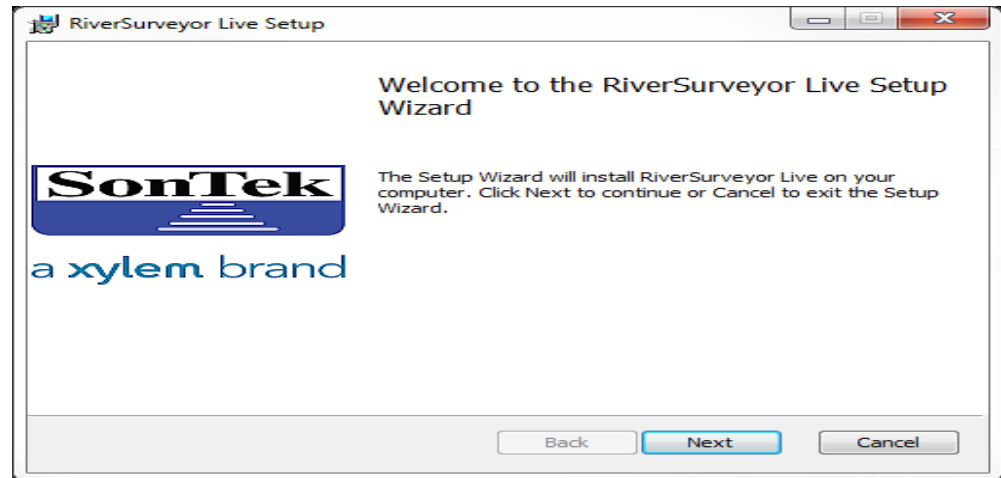 RiverSurveyor Live Setup
Welcome to the RiverSurveyor Live Setup
Wizard
SonTek
a xylem brand
The Setup Wizard will install RiverSurveyor Live on your
computer. Click Next to continue or Cancel to exit the Setup
Wizard.
Back
Next
Cancel